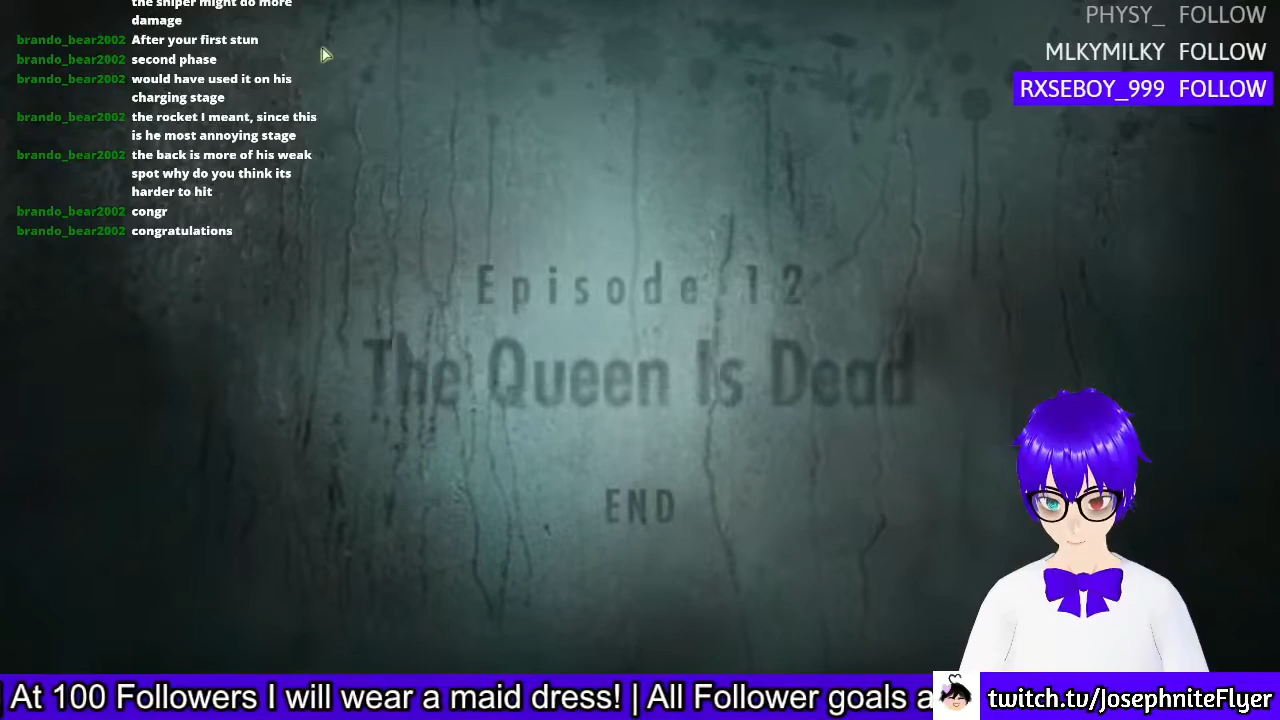 the sniper might do more
damage
brando_bear2002 After your first stun
brando_bear2002 second phase
brando_bear2002 would have used it on his
charging stage
brando_bear2002 the rocket I meant, since this
is he most annoying stage
brando_bear2002 the back is more of his weak
spot why do you think its
harder to hit
brando_bear2002 congr
brando_bear2002 congratulations
PHYSY_ FOLLOW
MLKYMILKY FOLLOW
RXSEBOY_999 FOLLOW
Episode 12
The Queen Is Dead
END
| At 100 Followers I will wear a maid dress! | All Follower goals a
twitch.tv/JosephniteFlyer